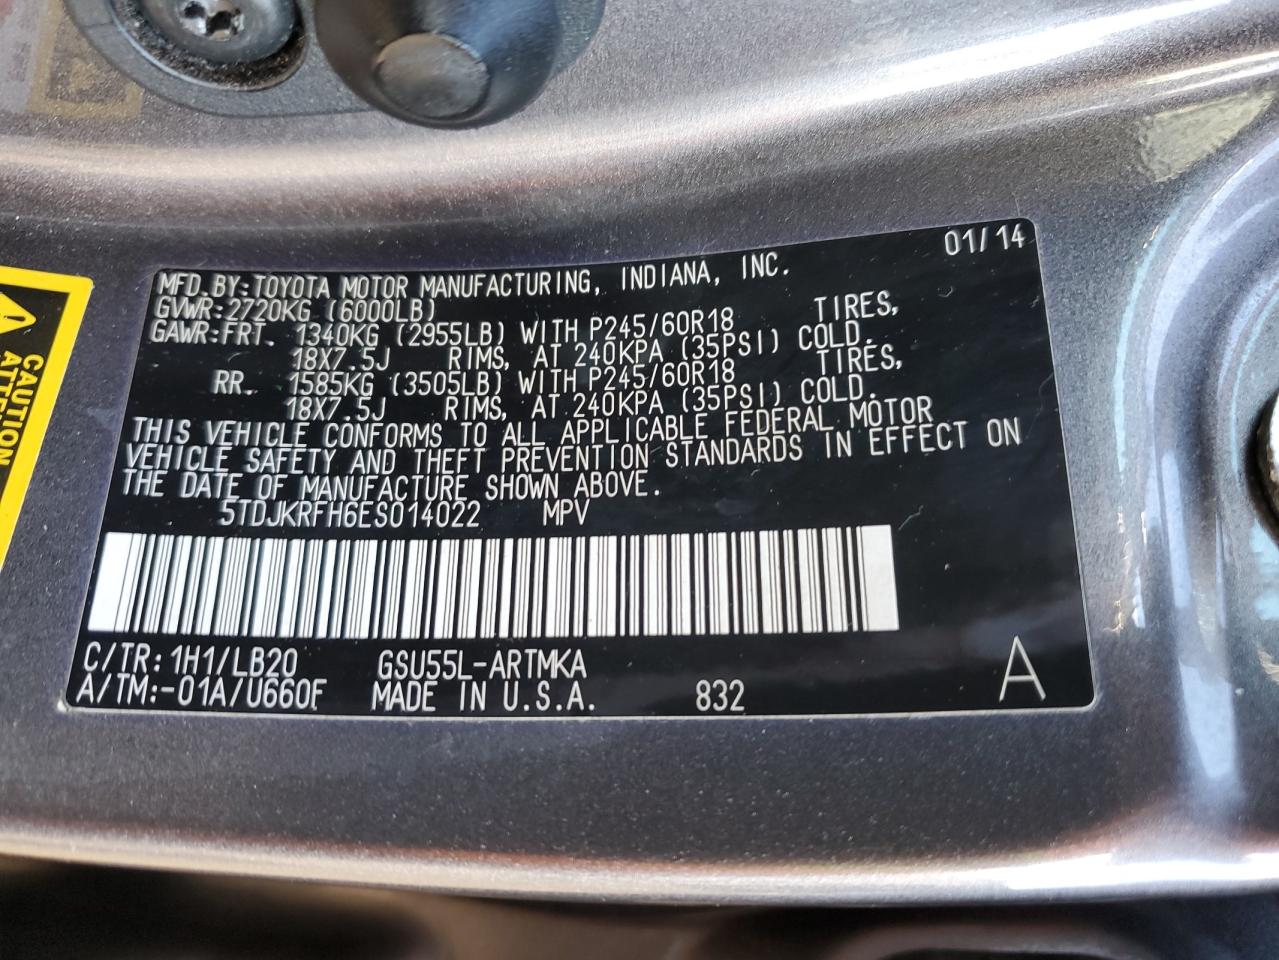 MFD.BY:TOYOTA MOTOR MANUFACTURING, INDIANA, INC. 01/14
GVWR:2720KG (6000LB)
GAWR:FRT. 1340KG (2955LB) WITH P245/60R18 TIRES,
18X7.5J RIMS, AT 240KPA (35PSI) COLD.
RR. 1585KG (3505LB) WITH P245/60R18 TIRES,
18X7.5J RIMS, AT 240KPA (35PSI) COLD.
THIS VEHICLE CONFORMS TO ALL APPLICABLE FEDERAL MOTOR
VEHICLE SAFETY AND THEFT PREVENTION STANDARDS IN EFFECT ON
THE DATE OF MANUFACTURE SHOWN ABOVE.
5TDJKRFH6ES014022 MPV
C/TR:1H1/LB20 GSU55L-ARTMKA
A/TM:-01A/U660F MADE IN U.S.A. 832 A
CAUTION